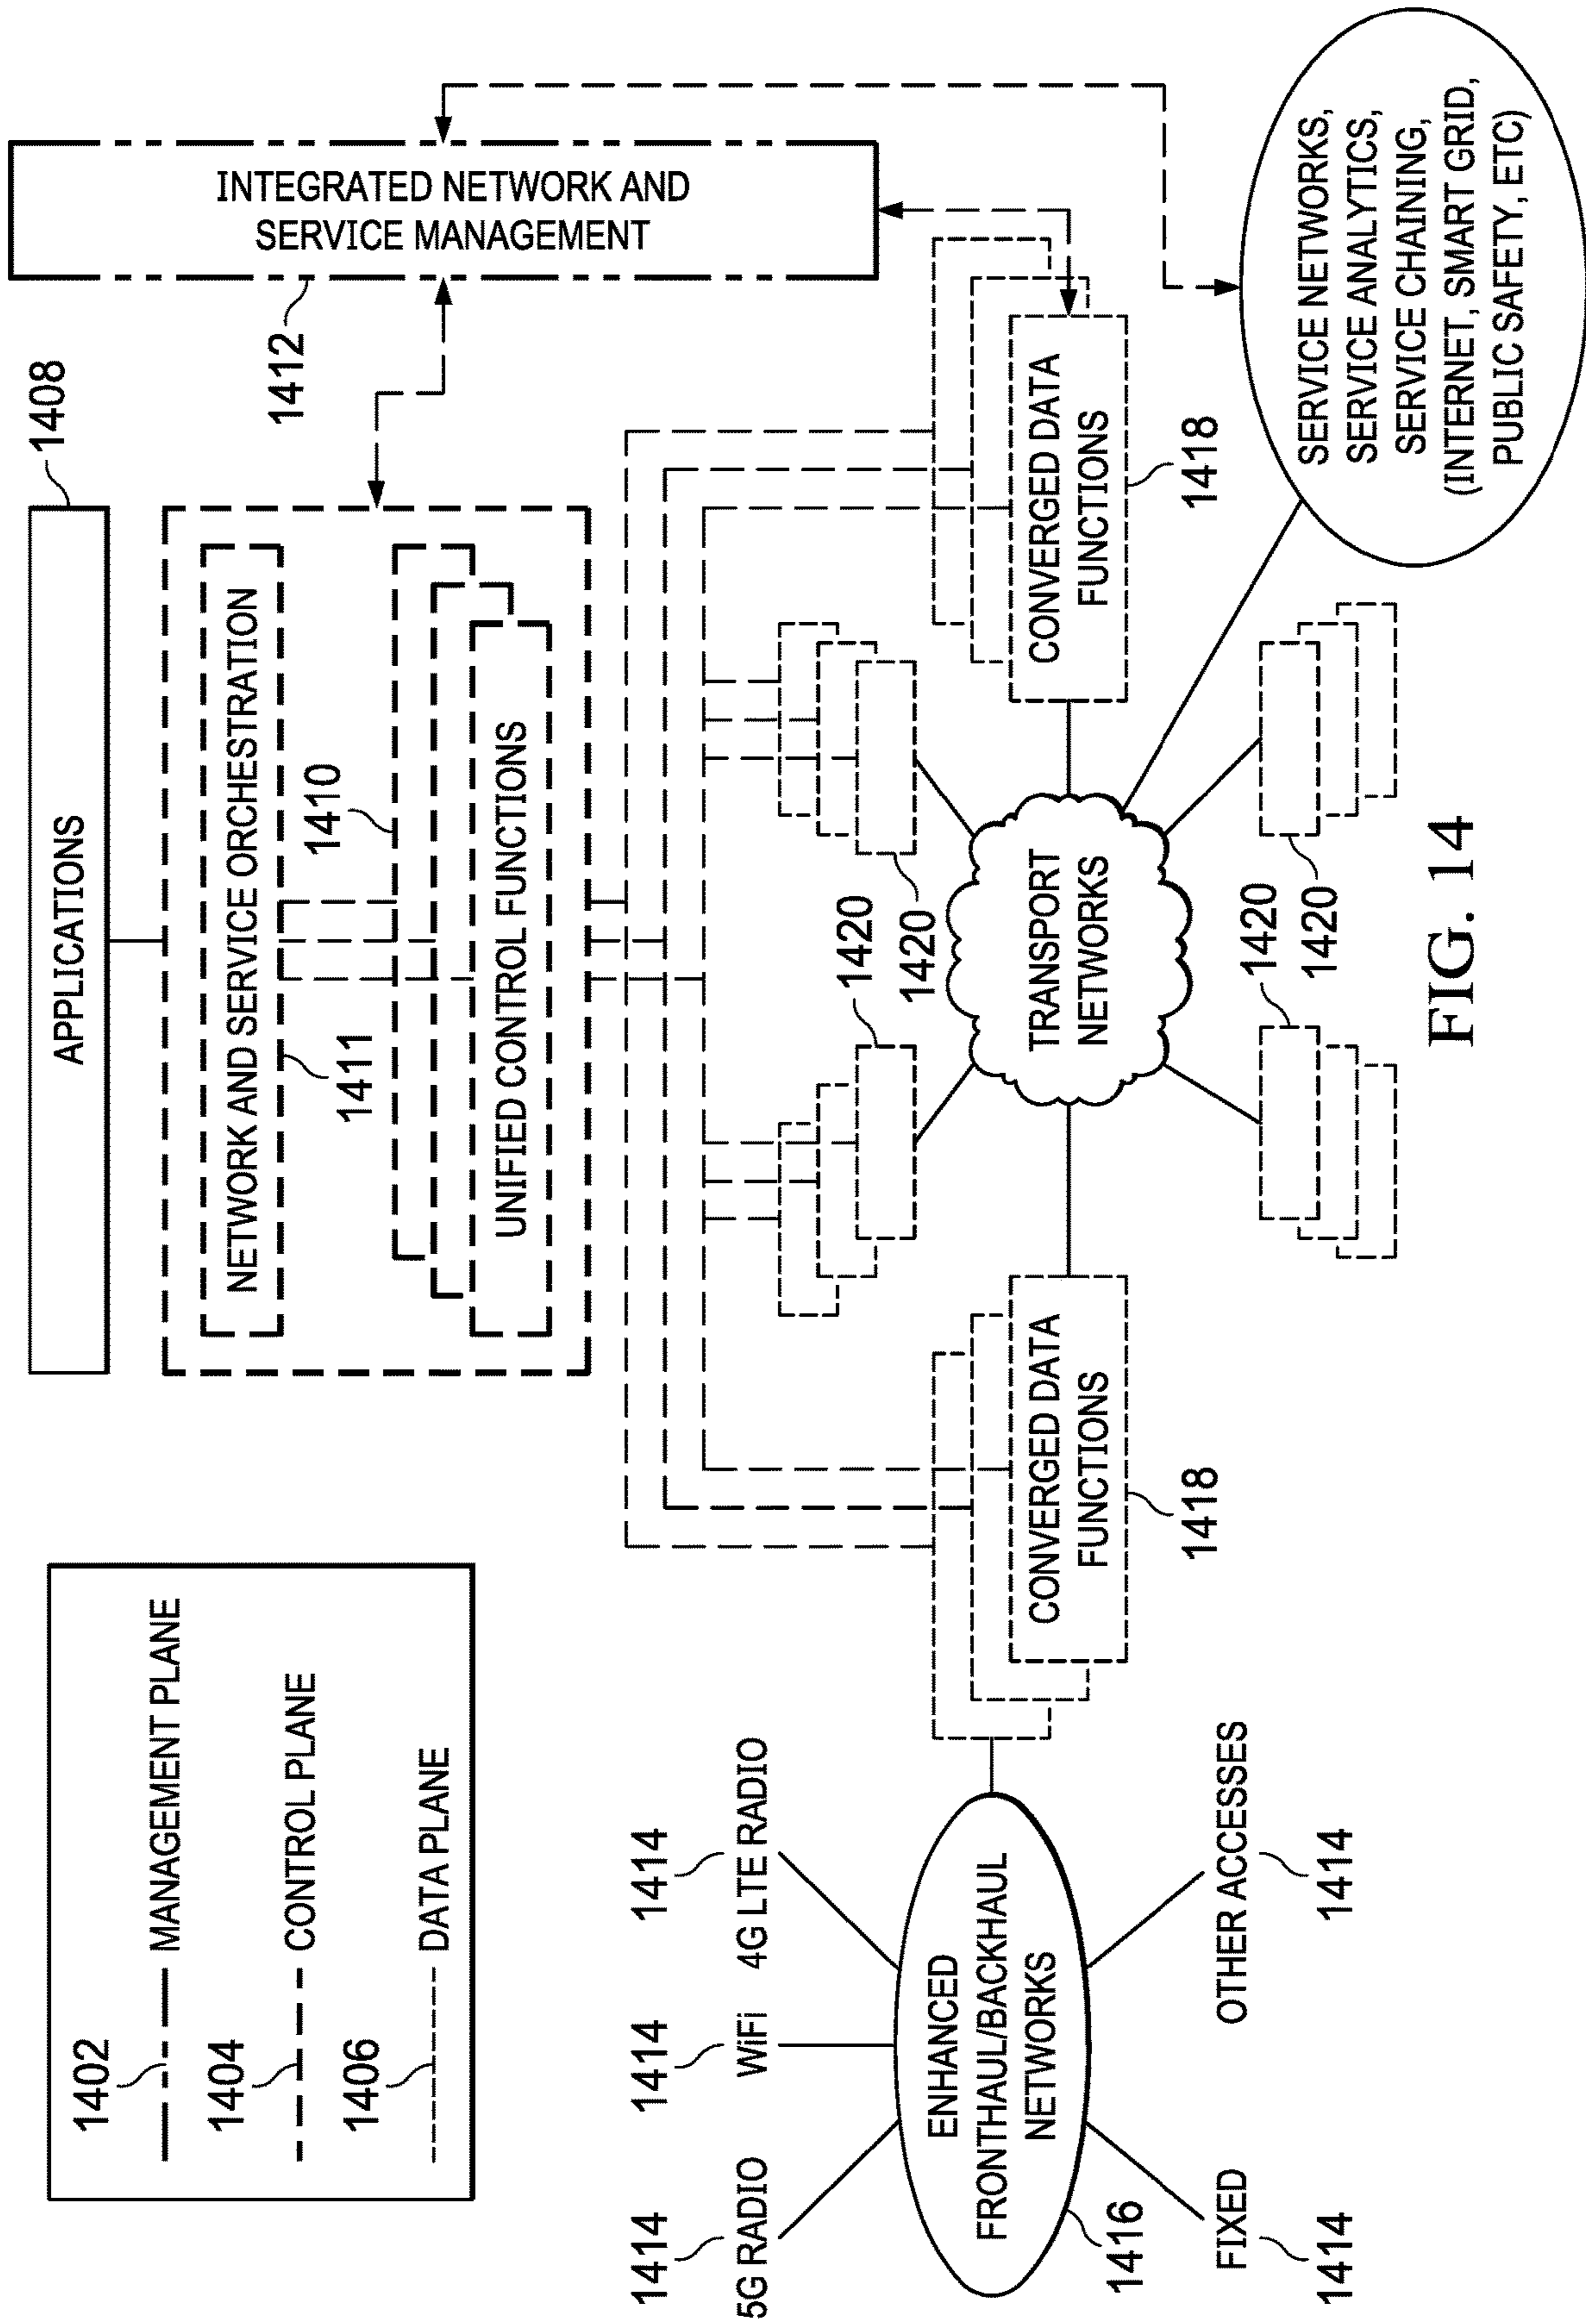 1402
MANAGEMENT PLANE
1404
CONTROL PLANE
1406
DATA PLANE
APPLICATIONS
1408
NETWORK AND SERVICE ORCHESTRATION
1411
1410
UNIFIED CONTROL FUNCTIONS
INTEGRATED NETWORK AND
SERVICE MANAGEMENT
1412
1414
1414
1414
5G RADIO
WiFi
4G LTE RADIO
ENHANCED
FRONTHAUL/BACKHAUL
NETWORKS
1416
FIXED
OTHER ACCESSES
1414
1414
CONVERGED DATA
FUNCTIONS
1418
1420
1420
TRANSPORT
NETWORKS
1420
1420
CONVERGED DATA
FUNCTIONS
1418
SERVICE NETWORKS,
SERVICE ANALYTICS,
SERVICE CHAINING,
(INTERNET, SMART GRID,
PUBLIC SAFETY, ETC)
FIG. 14